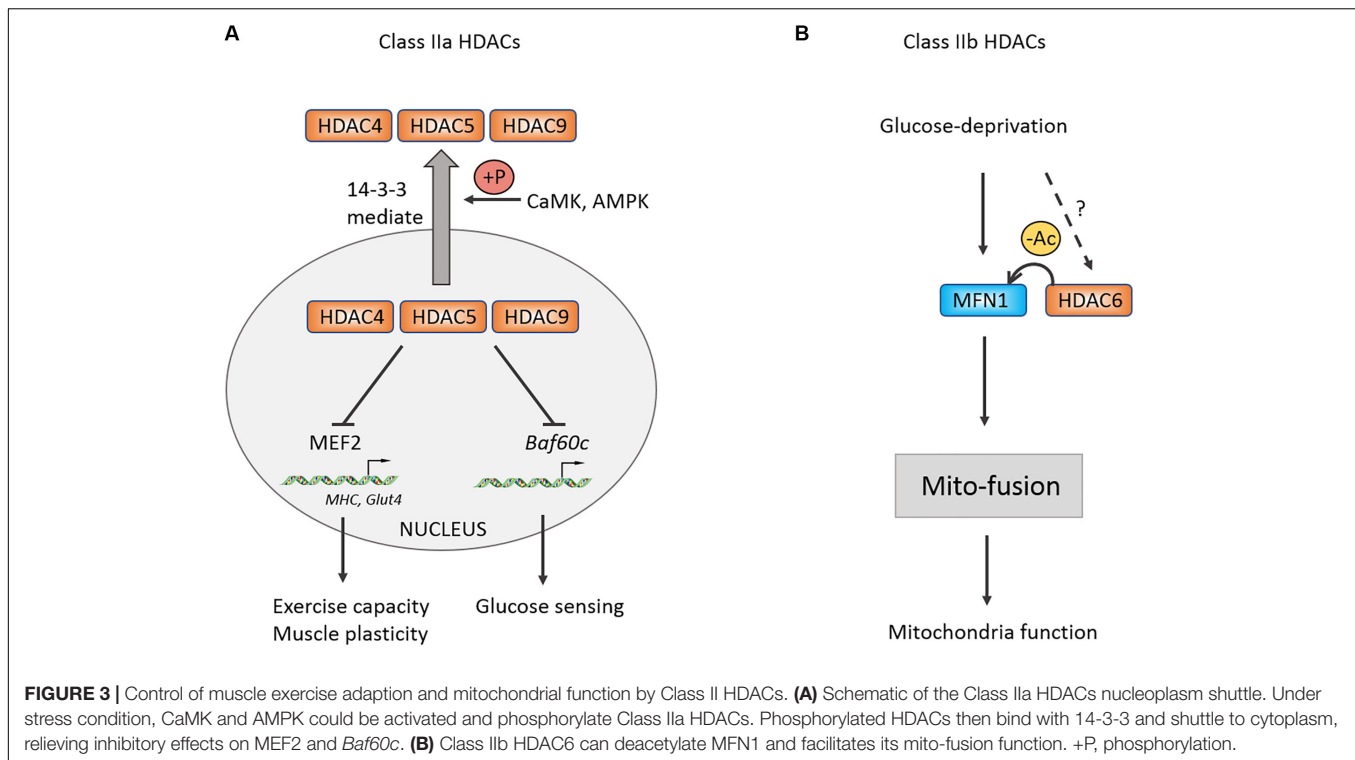 A
Class IIa HDACs
HDAC4 HDAC5 HDAC9
14-3-3
mediate
+P
CaMK, AMPK
HDAC4 HDAC5 HDAC9
MEF2
Baf60c
MHC, Glut4
NUCLEUS
Exercise capacity
Muscle plasticity
Glucose sensing
B
Class IIb HDACs
Glucose-deprivation
?
-Ac
MFN1 HDAC6
Mito-fusion
Mitochondria function
FIGURE 3 | Control of muscle exercise adaption and mitochondrial function by Class II HDACs. (A) Schematic of the Class IIa HDACs nucleoplasm shuttle. Under
stress condition, CaMK and AMPK could be activated and phosphorylate Class IIa HDACs. Phosphorylated HDACs then bind with 14-3-3 and shuttle to cytoplasm,
relieving inhibitory effects on MEF2 and Baf60c. (B) Class IIb HDAC6 can deacetylate MFN1 and facilitates its mito-fusion function. +P, phosphorylation.